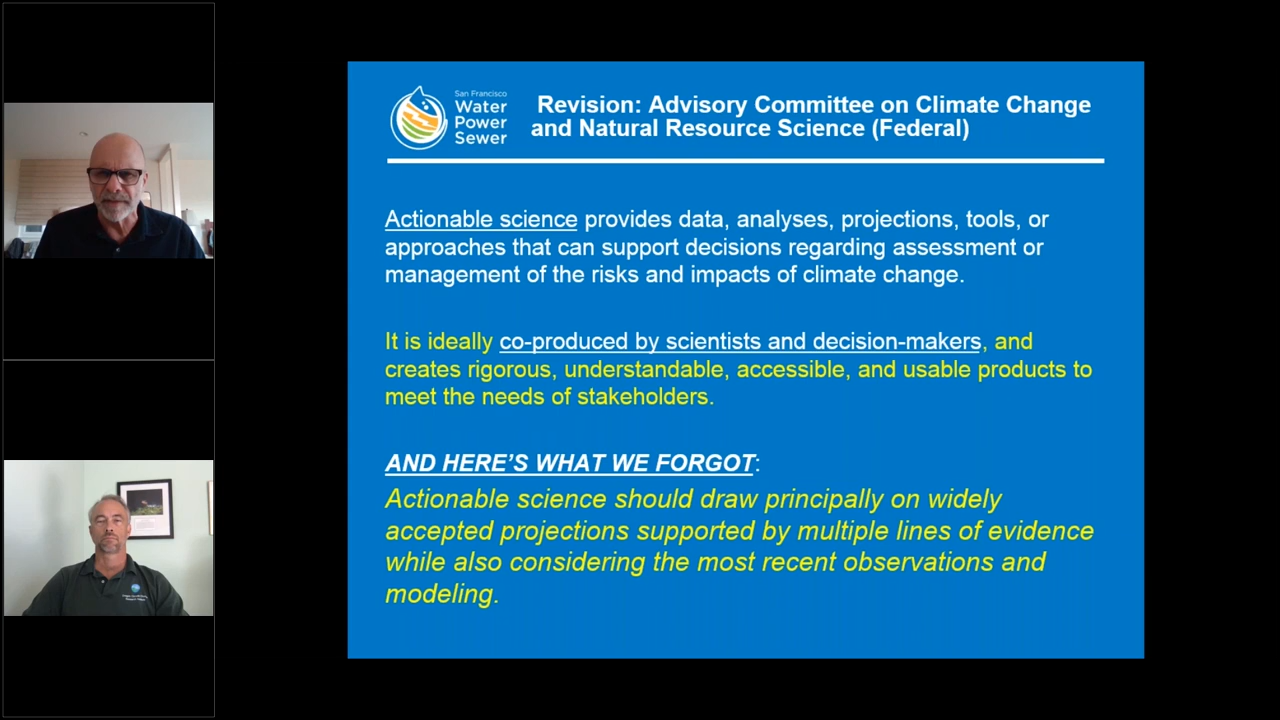 San Francisco
Water
Power
Sewer
Revision: Advisory Committee on Climate Change
and Natural Resource Science (Federal)
Actionable science provides data, analyses, projections, tools, or
approaches that can support decisions regarding assessment or
management of the risks and impacts of climate change.
It is ideally co-produced by scientists and decision-makers, and
creates rigorous, understandable, accessible, and usable products to
meet the needs of stakeholders.
AND HERE'S WHAT WE FORGOT:
Actionable science should draw principally on widely
accepted projections supported by multiple lines of evidence
while also considering the most recent observations and
modeling.